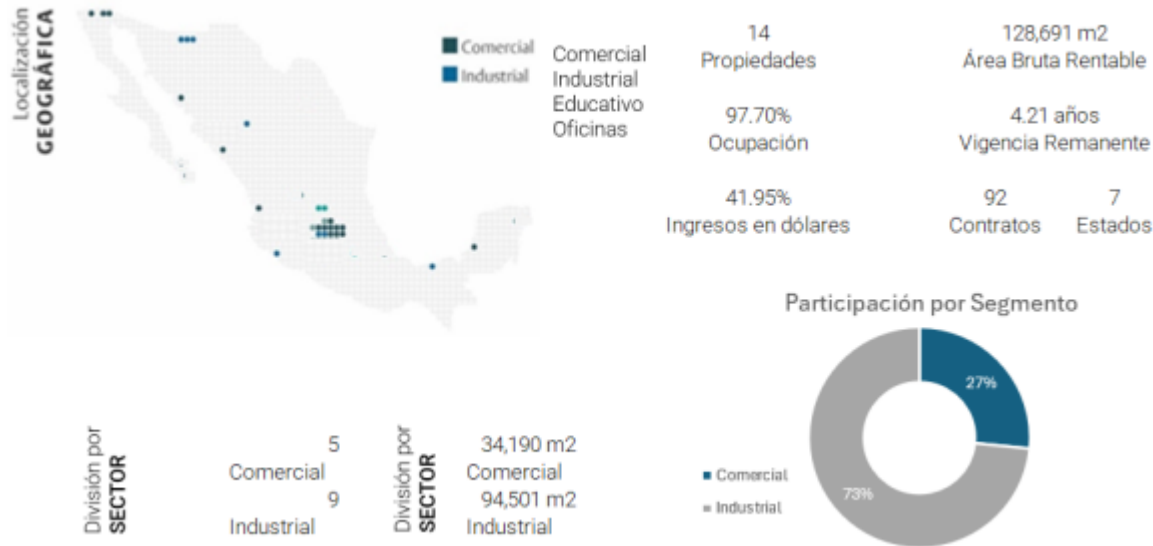 Localización
GEOGRÁFICA
Comercial
Industrial
Comercial
Industrial
Educativo
Oficinas
14
Propiedades
128,691 m2
Área Bruta Rentable
97.70%
Ocupación
4.21 años
Vigencia Remanente
41.95%
Ingresos en dólares
92
Contratos
7
Estados
Participación por Segmento
27%
73%
Comercial
Industrial
División por
SECTOR
5
Comercial
9
Industrial
División por
SECTOR
34,190 m2
Comercial
94,501 m2
Industrial